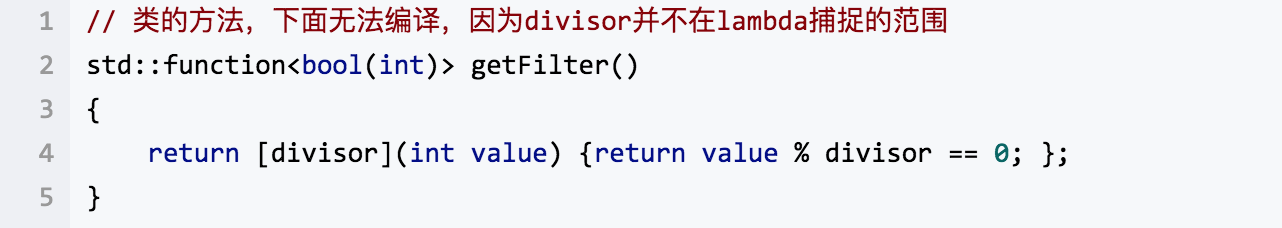 1 // 类的方法，下面无法编译，因为divisor并不在lambda捕捉的范围
2 std::function<bool(int)> getFilter()
3 {
4     return [divisor](int value) {return value % divisor == 0; };
5 }